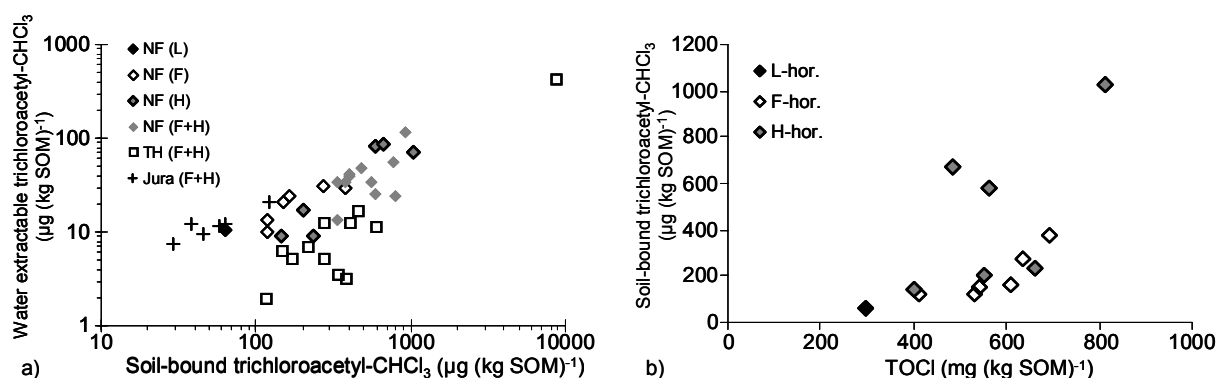 Water extractable trichloroacetyl-CHCl₃
(µg (kg SOM)⁻¹)
1000
100
10
1
NF (L)
NF (F)
NF (H)
NF (F+H)
TH (F+H)
Jura (F+H)
10
100
1000
10000
Soil-bound trichloroacetyl-CHCl₃ (µg (kg SOM)⁻¹)
a)
Soil-bound trichloroacetyl-CHCl₃
(µg (kg SOM)⁻¹)
1200
1000
800
600
400
200
0
L-hor.
F-hor.
H-hor.
0
200
400
600
800
1000
TOCl (mg (kg SOM)⁻¹)
b)